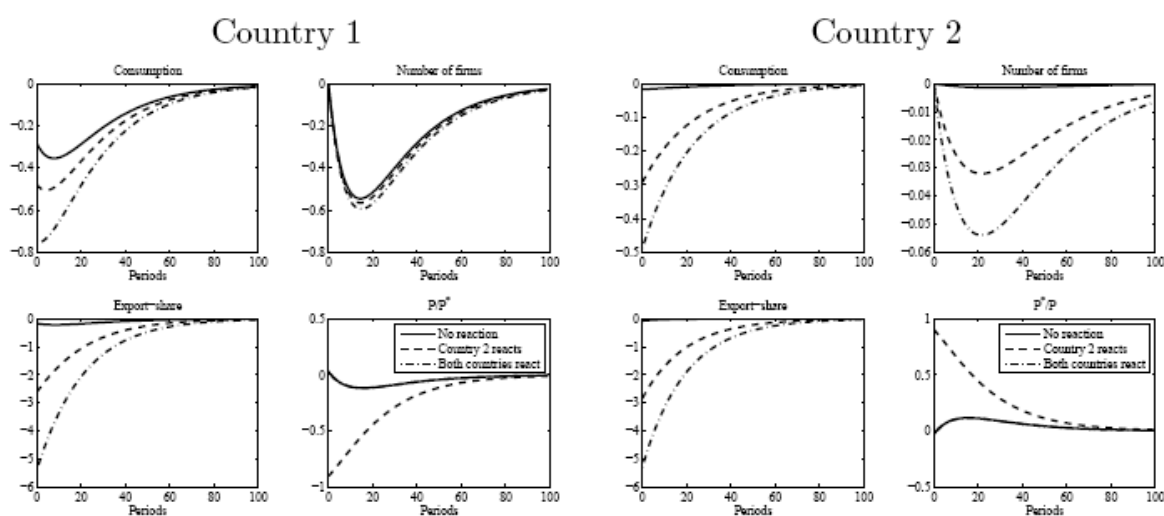 Country 1
Country 2
Consumption
Number of firms
Consumption
Number of firms
0
−0.2
−0.4
−0.6
−0.8
0 20 40 60 80 100
Periods
0
−0.2
−0.4
−0.6
−0.8
0 20 40 60 80 100
Periods
0
−0.1
−0.2
−0.3
−0.4
−0.5
0 20 40 60 80 100
Periods
0
−0.01
−0.02
−0.03
−0.04
−0.05
−0.06
0 20 40 60 80 100
Periods
Export−share
P/P*
Export−share
P*/P
0
−1
−2
−3
−4
−5
−6
0 20 40 60 80 100
Periods
0.5
0
−0.5
−1
No reaction
Country 2 reacts
Both countries react
0 20 40 60 80 100
Periods
0
−1
−2
−3
−4
−5
−6
0 20 40 60 80 100
Periods
1
0.5
0
−0.5
No reaction
Country 2 reacts
Both countries react
0 20 40 60 80 100
Periods